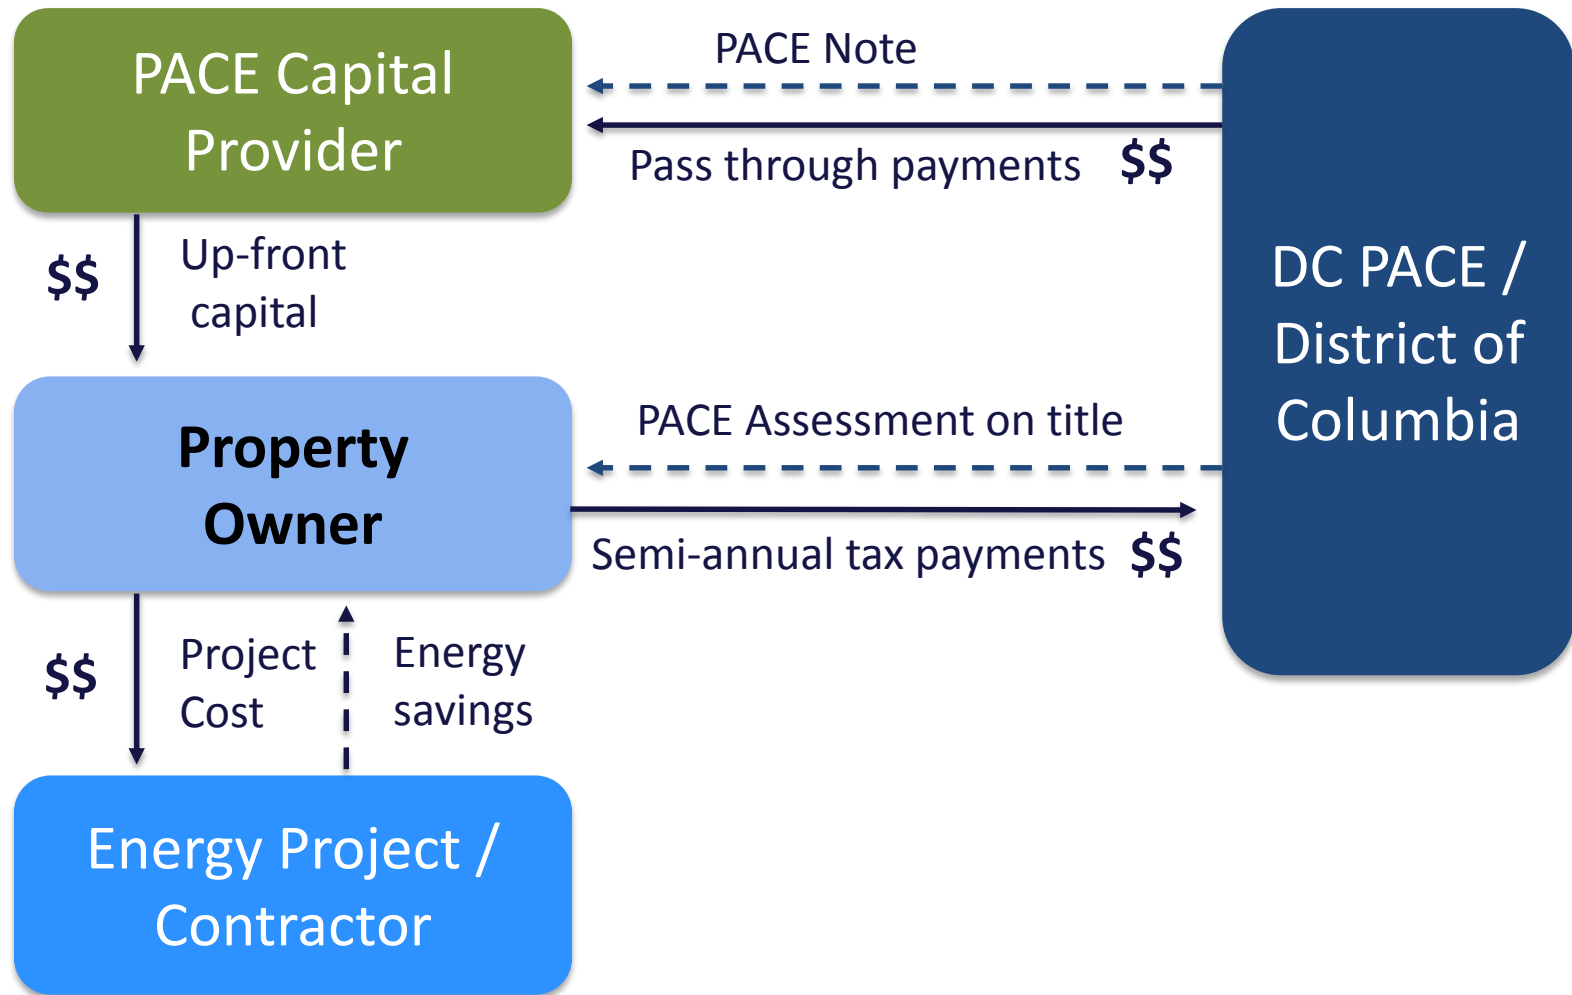 PACE Capital
Provider
PACE Note
Pass through payments $$
DC PACE /
District of
Columbia
$$
Up-front
capital
Property
Owner
PACE Assessment on title
Semi-annual tax payments $$
$$
Project
Cost
Energy
savings
Energy Project /
Contractor